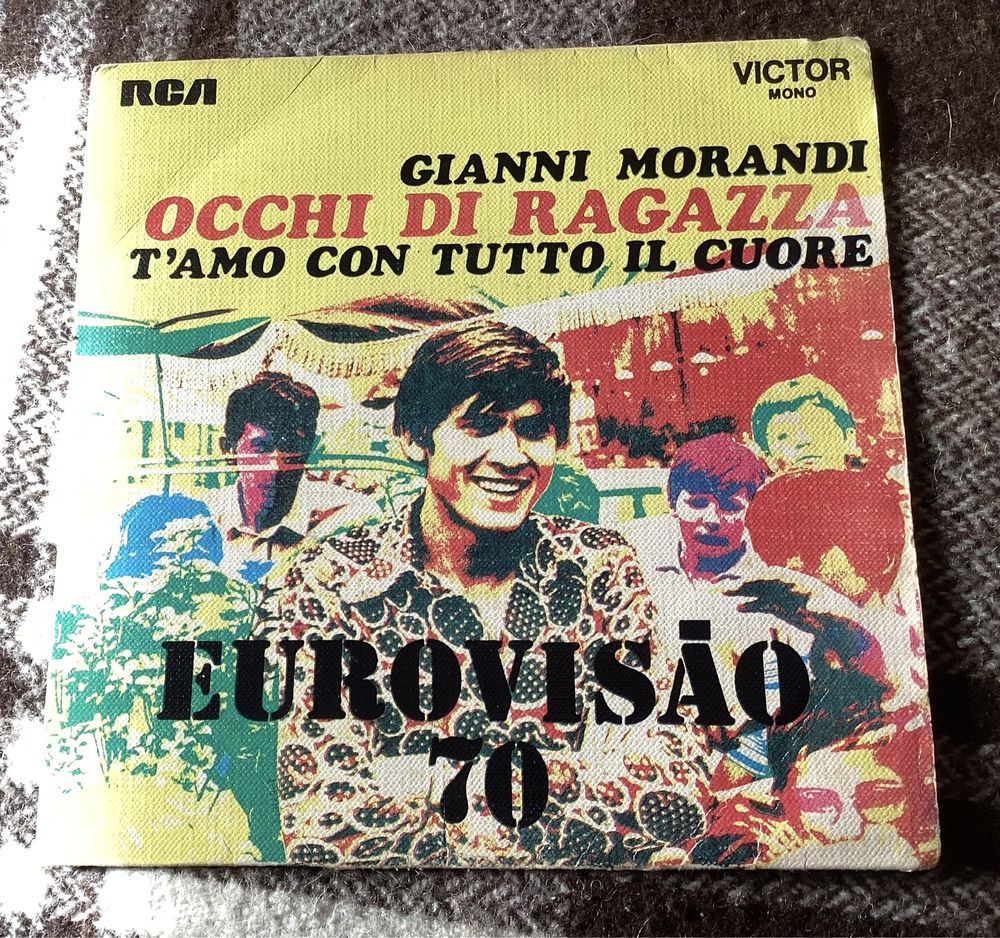 RCA
VICTOR
MONO
GIANNI MORANDI
OCCHI DI RAGAZZA
T'AMO CON TUTTO IL CUORE
EUROVISÃO
70